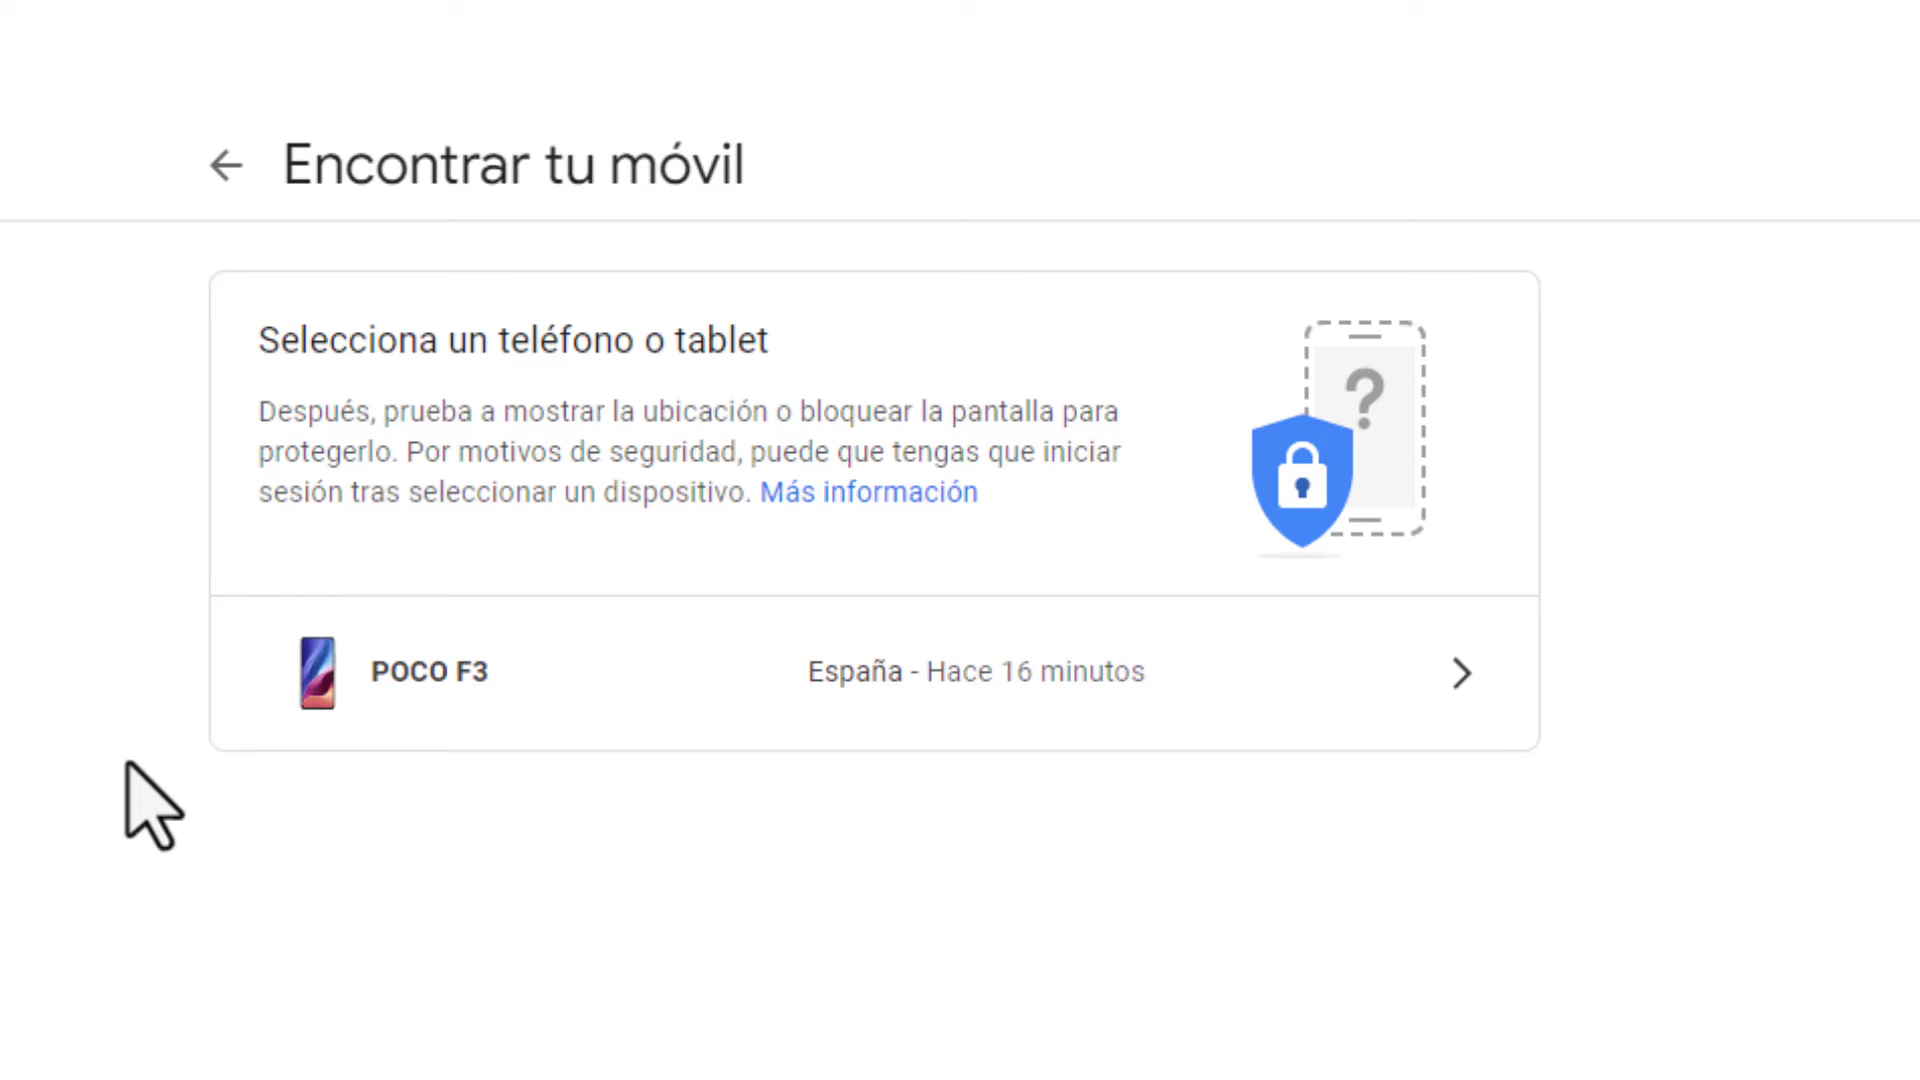 Encontrar tu móvil
Selecciona un teléfono o tablet
Después, prueba a mostrar la ubicación o bloquear la pantalla para
protegerlo. Por motivos de seguridad, puede que tengas que iniciar
sesión tras seleccionar un dispositivo. Más información
?
POCO F3 España - Hace 16 minutos